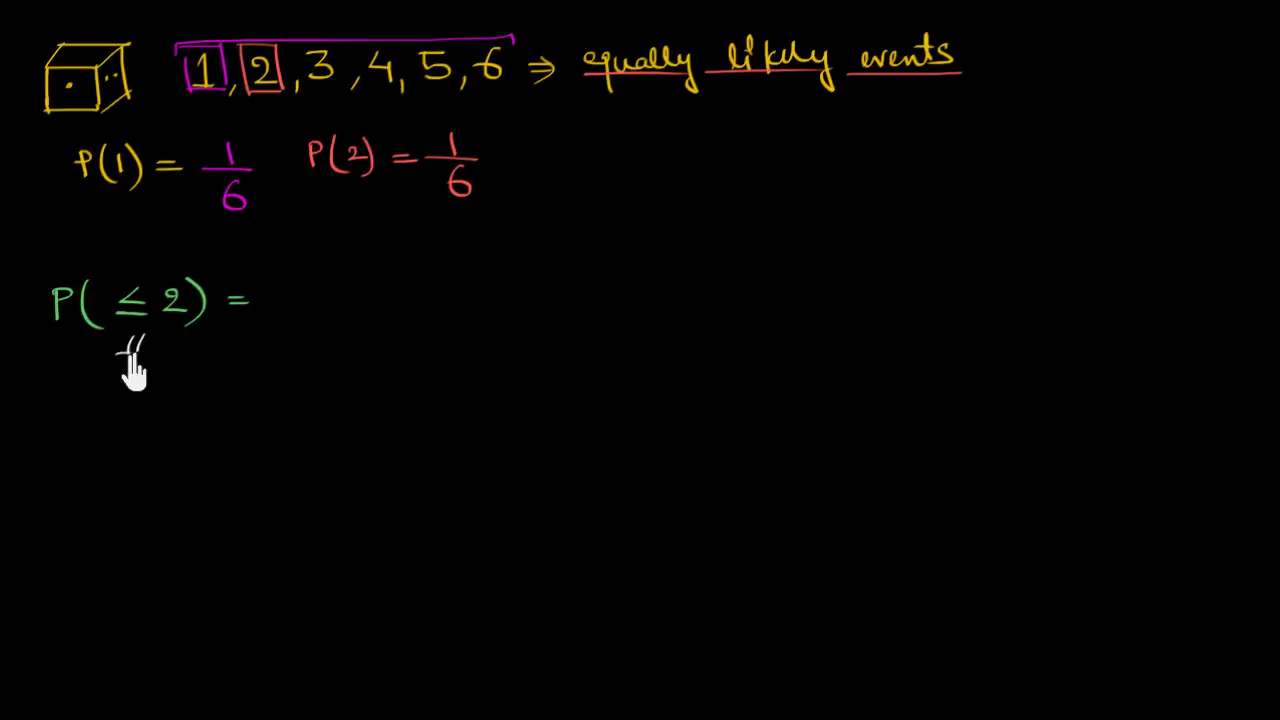 1, 2, 3, 4, 5, 6 ⇒ equally likely events
P(1) = 1/6 P(2) = 1/6
P( ≤ 2) =